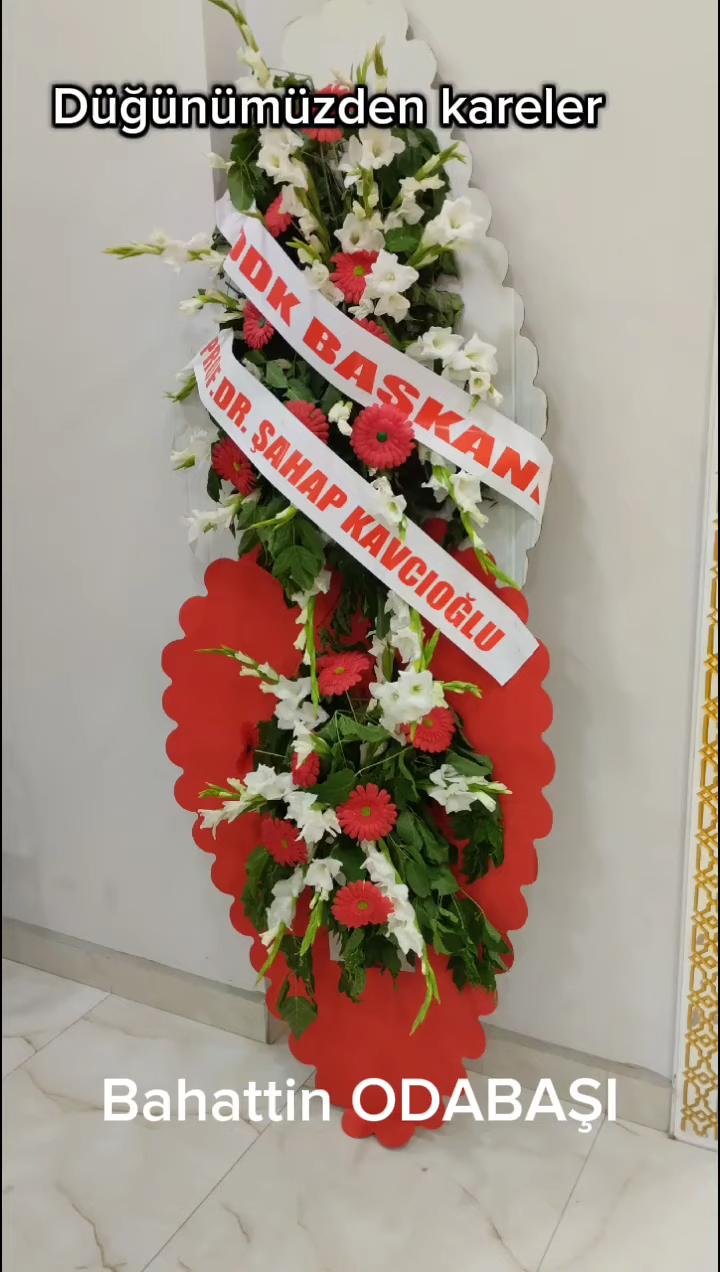 Düğünümüzden kareler
DK BAŞKAN
PROF.DR. ŞAHAP KAVCIOĞLU
Bahattin ODABAŞI